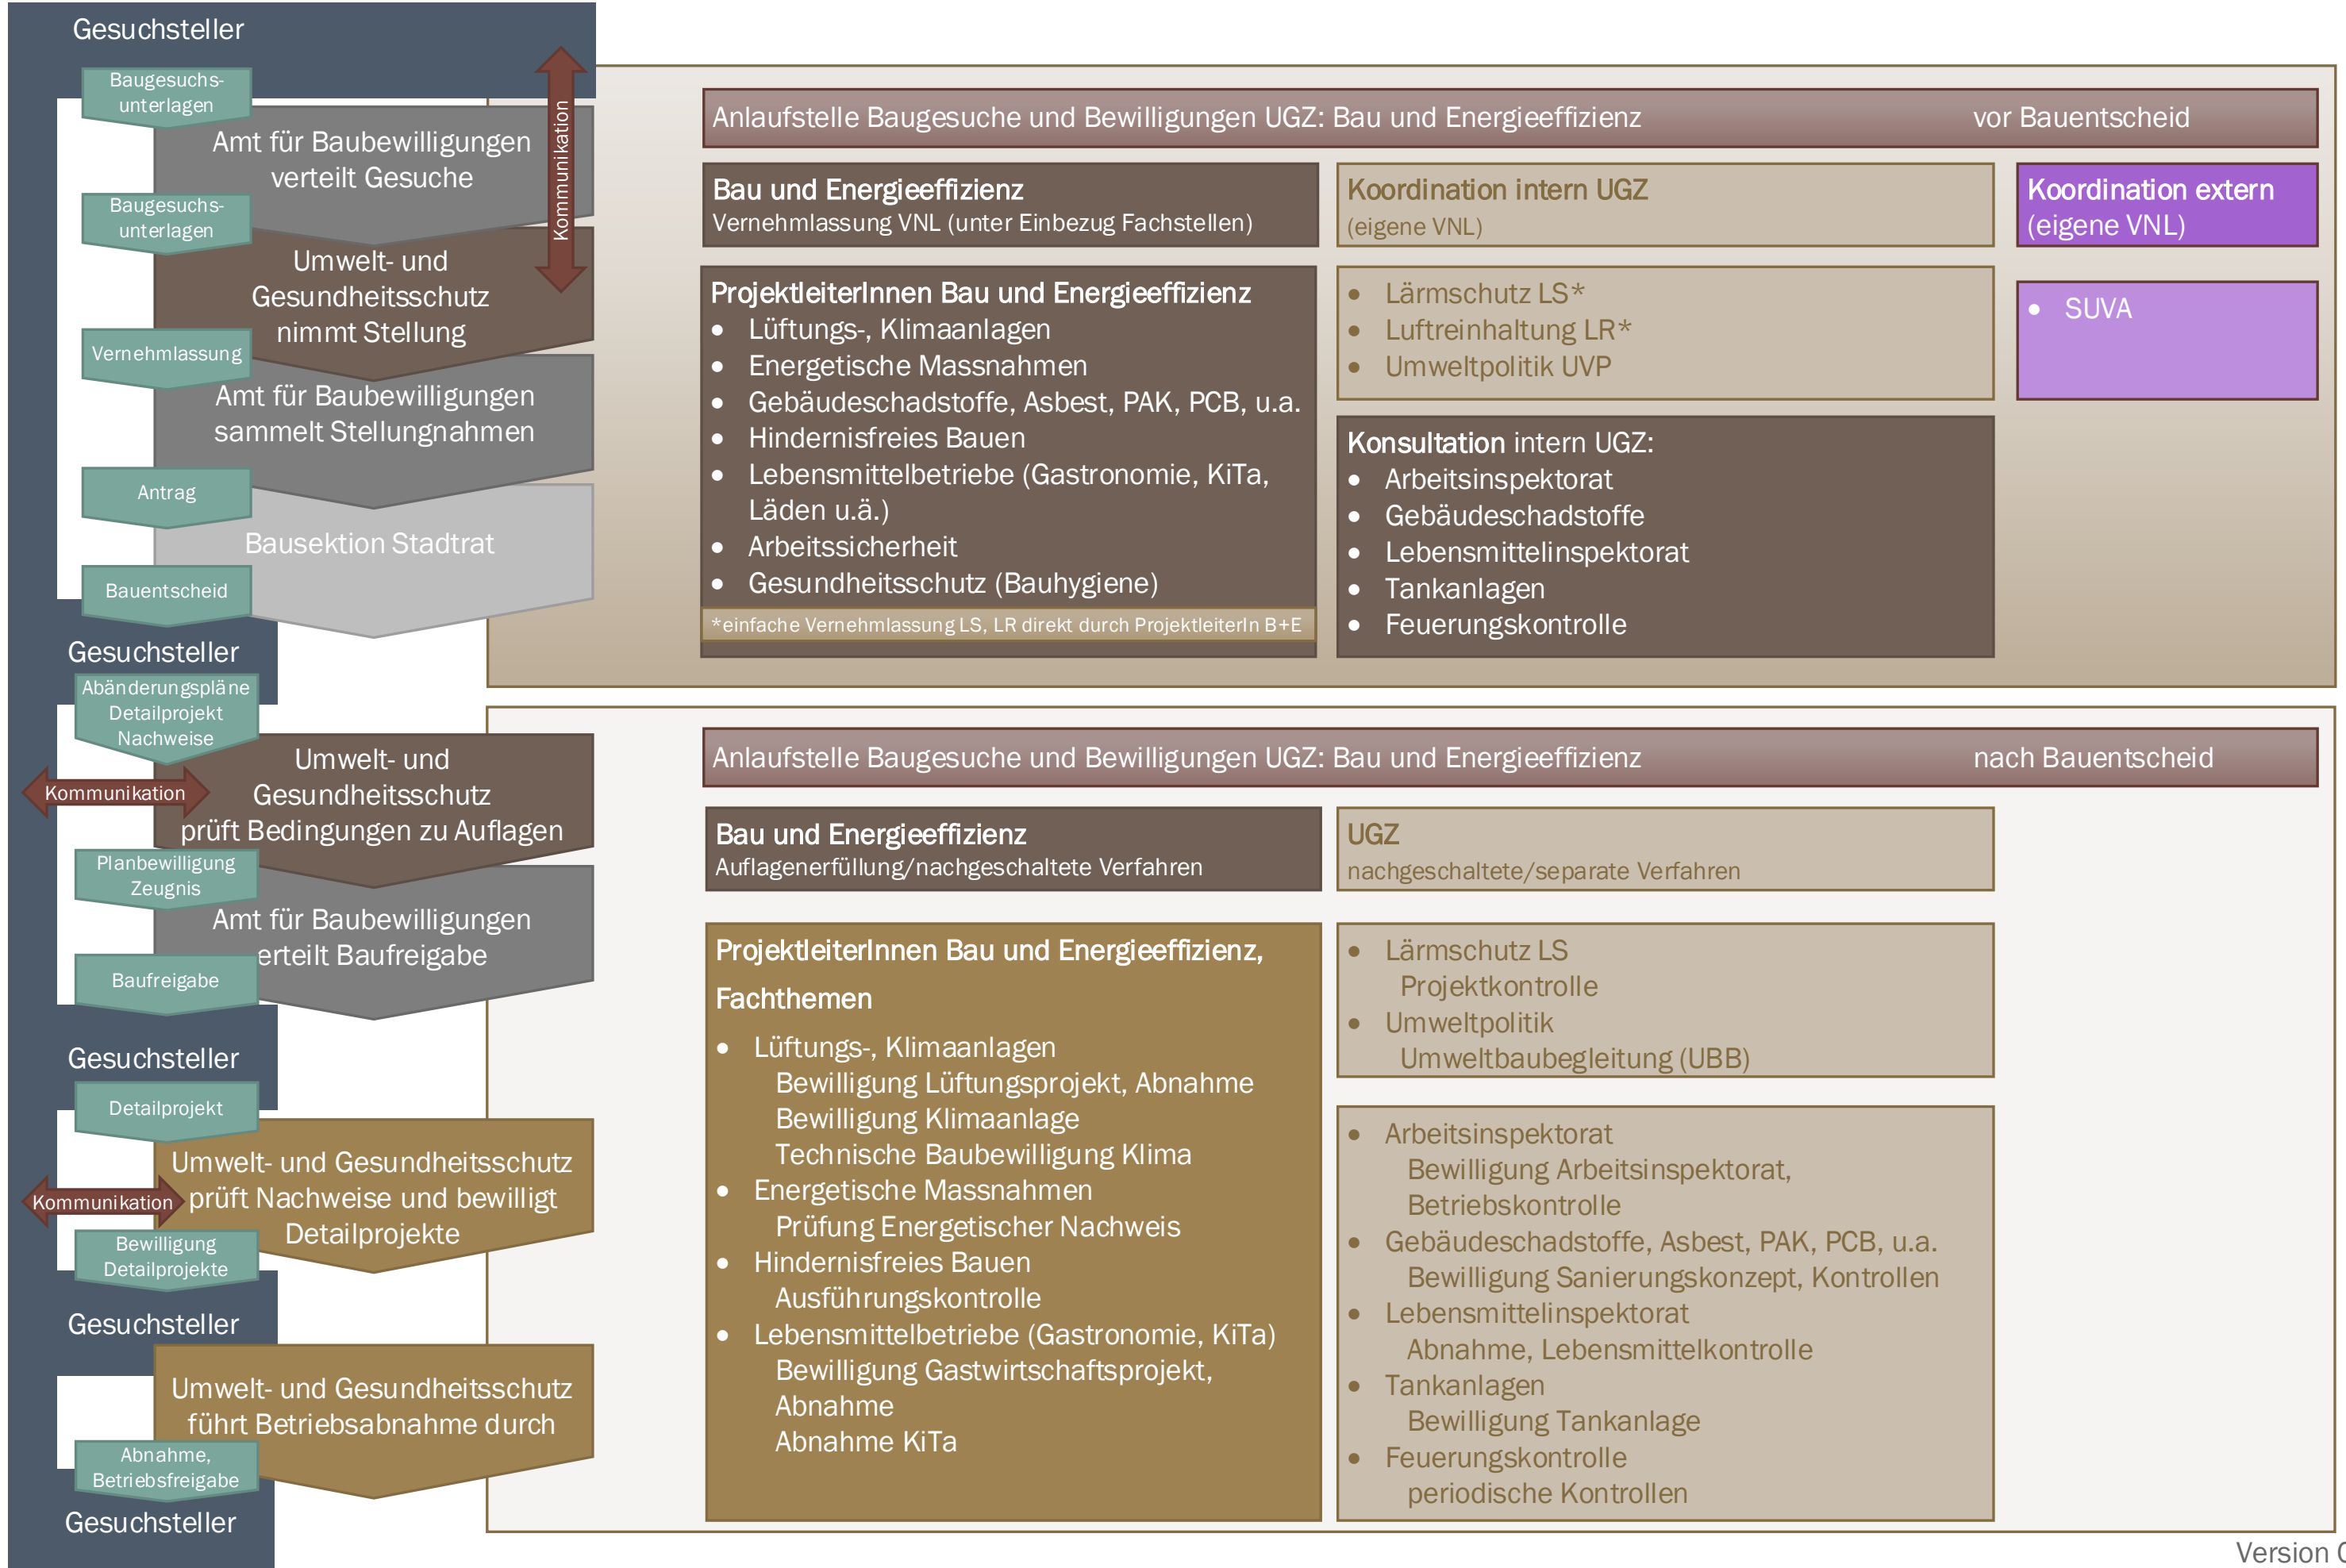 Gesuchsteller
Baugesuchs-
unterlagen
Amt für Baubewilligungen
verteilt Gesuche
Kommunikation
Baugesuchs-
unterlagen
Umwelt- und
Gesundheitsschutz
nimmt Stellung
Vernehmlassung
Amt für Baubewilligungen
sammelt Stellungnahmen
Antrag
Bausektion Stadtrat
Bauentscheid
Gesuchsteller
Abänderungspläne
Detailprojekt
Nachweise
Umwelt- und
Gesundheitsschutz
prüft Bedingungen zu Auflagen
Kommunikation
Planbewilligung
Zeugnis
Amt für Baubewilligungen
erteilt Baufreigabe
Baufreigabe
Gesuchsteller
Detailprojekt
Umwelt- und Gesundheitsschutz
prüft Nachweise und bewilligt
Detailprojekte
Kommunikation
Bewilligung
Detailprojekte
Gesuchsteller
Umwelt- und Gesundheitsschutz
führt Betriebsabnahme durch
Abnahme,
Betriebsfreigabe
Gesuchsteller
Anlaufstelle Baugesuche und Bewilligungen UGZ: Bau und Energieeffizienz vor Bauentscheid
Bau und Energieeffizienz
Vernehmlassung VNL (unter Einbezug Fachstellen)
ProjektleiterInnen Bau und Energieeffizienz
• Lüftungs-, Klimaanlagen
• Energetische Massnahmen
• Gebäudeschadstoffe, Asbest, PAK, PCB, u.a.
• Hindernisfreies Bauen
• Lebensmittelbetriebe (Gastronomie, KiTa,
Läden u.ä.)
• Arbeitssicherheit
• Gesundheitsschutz (Bauhygiene)
*einfache Vernehmlassung LS, LR direkt durch ProjektleiterIn B+E
Koordination intern UGZ
(eigene VNL)
• Lärmschutz LS*
• Luftreinhaltung LR*
• Umweltpolitik UVP
Konsultation intern UGZ:
• Arbeitsinspektorat
• Gebäudeschadstoffe
• Lebensmittelinspektorat
• Tankanlagen
• Feuerungskontrolle
Koordination extern
(eigene VNL)
• SUVA
Anlaufstelle Baugesuche und Bewilligungen UGZ: Bau und Energieeffizienz nach Bauentscheid
Bau und Energieeffizienz
Auflagenerfüllung/nachgeschaltete Verfahren
ProjektleiterInnen Bau und Energieeffizienz,
Fachthemen
• Lüftungs-, Klimaanlagen
Bewilligung Lüftungsprojekt, Abnahme
Bewilligung Klimaanlage
Technische Baubewilligung Klima
• Energetische Massnahmen
Prüfung Energetischer Nachweis
• Hindernisfreies Bauen
Ausführungskontrolle
• Lebensmittelbetriebe (Gastronomie, KiTa)
Bewilligung Gastwirtschaftsprojekt,
Abnahme
Abnahme KiTa
UGZ
nachgeschaltete/separate Verfahren
• Lärmschutz LS
Projektkontrolle
• Umweltpolitik
Umweltbaubegleitung (UBB)
• Arbeitsinspektorat
Bewilligung Arbeitsinspektorat,
Betriebskontrolle
• Gebäudeschadstoffe, Asbest, PAK, PCB, u.a.
Bewilligung Sanierungskonzept, Kontrollen
• Lebensmittelinspektorat
Abnahme, Lebensmittelkontrolle
• Tankanlagen
Bewilligung Tankanlage
• Feuerungskontrolle
periodische Kontrollen
Version